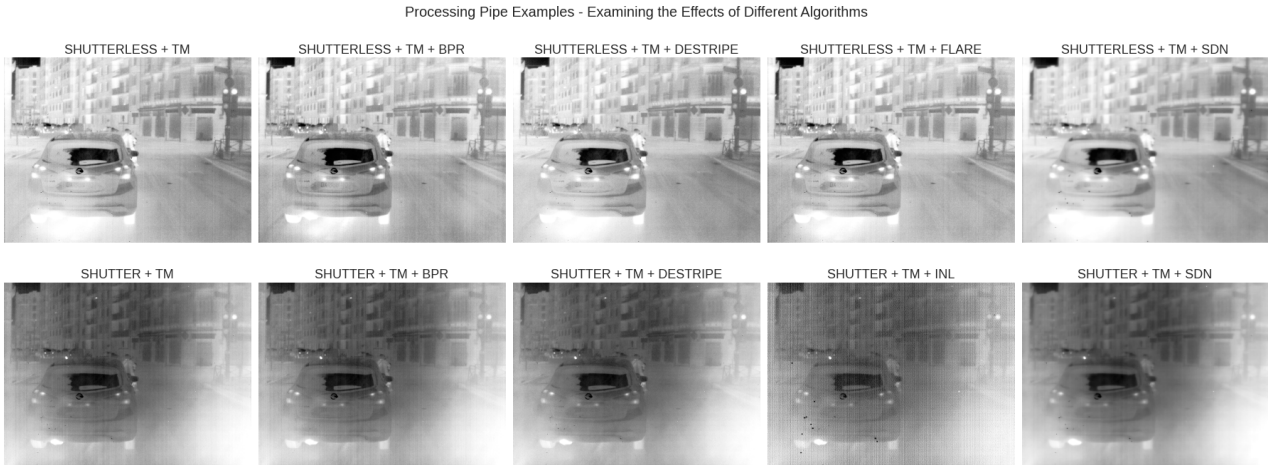 Processing Pipe Examples - Examining the Effects of Different Algorithms
SHUTTERLESS + TM
SHUTTERLESS + TM + BPR
SHUTTERLESS + TM + DESTRIPE
SHUTTERLESS + TM + FLARE
SHUTTERLESS + TM + SDN
SHUTTER + TM
SHUTTER + TM + BPR
SHUTTER + TM + DESTRIPE
SHUTTER + TM + INL
SHUTTER + TM + SDN